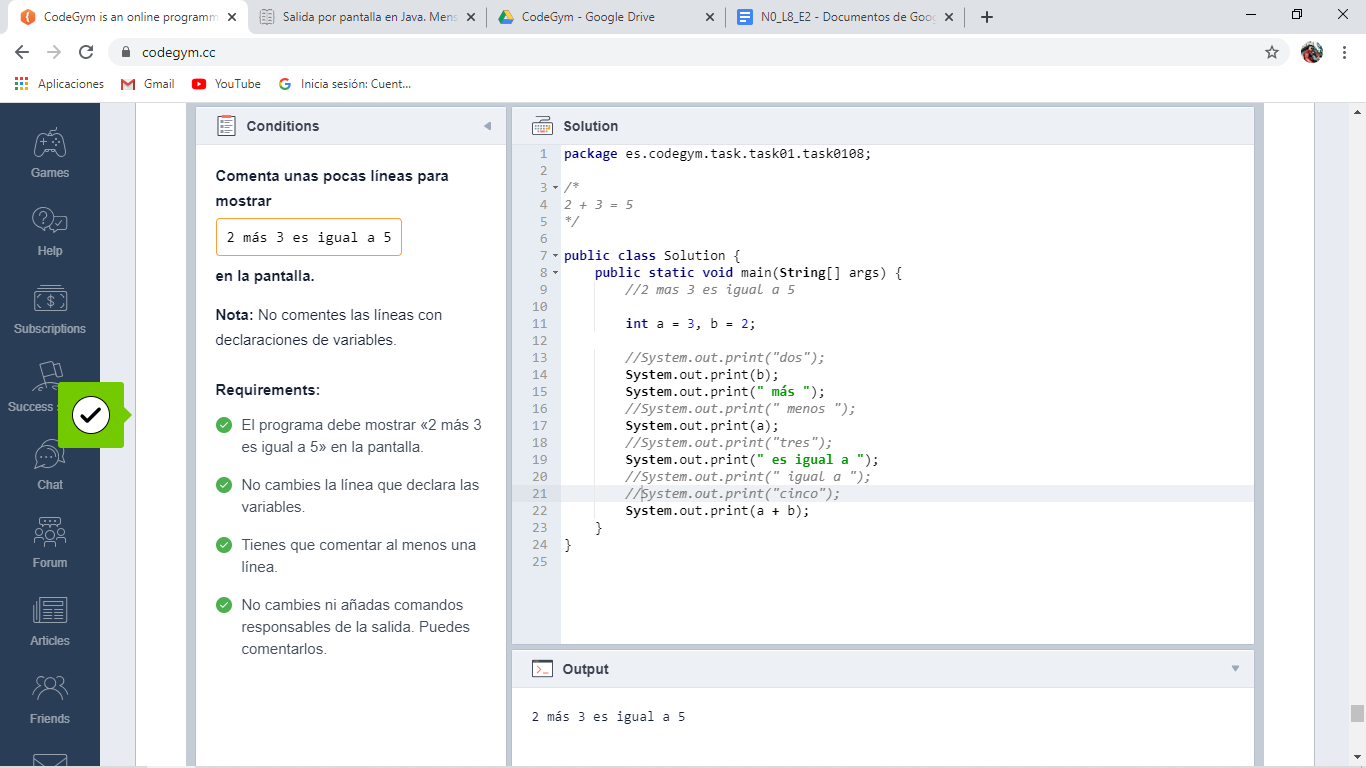 CodeGym is an online programm
Salida por pantalla en Java. Mens
CodeGym - Google Drive
N0_L8_E2 - Documentos de Goog
codegym.cc
Aplicaciones
Gmail
YouTube
Inicia sesión: Cuent...
Games
Help
Subscriptions
Success s
Chat
Forum
Articles
Friends
Conditions
Comenta unas pocas líneas para
mostrar
2 más 3 es igual a 5
en la pantalla.
Nota: No comentes las líneas con
declaraciones de variables.
Requirements:
El programa debe mostrar «2 más 3
es igual a 5» en la pantalla.
No cambies la línea que declara las
variables.
Tienes que comentar al menos una
línea.
No cambies ni añadas comandos
responsables de la salida. Puedes
comentarlos.
Solution
1 package es.codegym.task.task01.task0108;
2
3 /*
4 2 + 3 = 5
5 */
6
7 public class Solution {
8 public static void main(String[] args) {
9 //2 mas 3 es igual a 5
10
11 int a = 3, b = 2;
12
13 //System.out.print("dos");
14 System.out.print(b);
15 System.out.print(" más ");
16 //System.out.print(" menos ");
17 System.out.print(a);
18 //System.out.print("tres");
19 System.out.print(" es igual a ");
20 //System.out.print(" igual a ");
21 //System.out.print("cinco");
22 System.out.print(a + b);
23 }
24 }
25
Output
2 más 3 es igual a 5